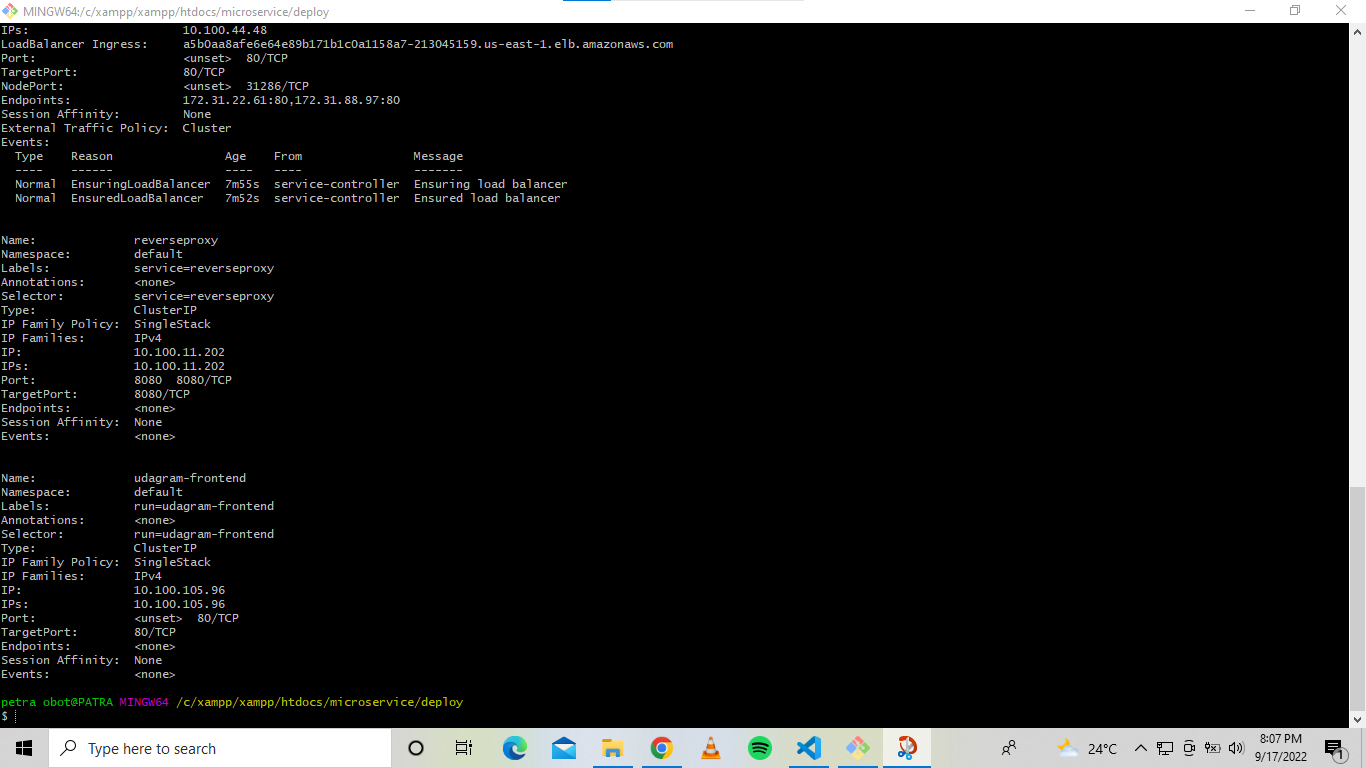 MINGW64:/c/xampp/xampp/htdocs/microservice/deploy
IPs:                      10.100.44.48
LoadBalancer Ingress:     a5b0aa8afe6e64e89b171b1c0a1158a7-213045159.us-east-1.elb.amazonaws.com
Port:                     <unset>  80/TCP
TargetPort:               80/TCP
NodePort:                 <unset>  31286/TCP
Endpoints:                172.31.22.61:80,172.31.88.97:80
Session Affinity:         None
External Traffic Policy:  Cluster
Events:
  Type    Reason                Age    From                Message
  ----    ------                ----   ----                -------
  Normal  EnsuringLoadBalancer  7m55s  service-controller  Ensuring load balancer
  Normal  EnsuredLoadBalancer   7m52s  service-controller  Ensured load balancer
Name:              reverseproxy
Namespace:         default
Labels:            service=reverseproxy
Annotations:       <none>
Selector:          service=reverseproxy
Type:              ClusterIP
IP Family Policy:  SingleStack
IP Families:       IPv4
IP:                10.100.11.202
IPs:               10.100.11.202
Port:              8080  8080/TCP
TargetPort:        8080/TCP
Endpoints:         <none>
Session Affinity:  None
Events:            <none>
Name:              udagram-frontend
Namespace:         default
Labels:            run=udagram-frontend
Annotations:       <none>
Selector:          run=udagram-frontend
Type:              ClusterIP
IP Family Policy:  SingleStack
IP Families:       IPv4
IP:                10.100.105.96
IPs:               10.100.105.96
Port:              <unset>  80/TCP
TargetPort:        80/TCP
Endpoints:         <none>
Session Affinity:  None
Events:            <none>
petra obot@PATRA MINGW64 /c/xampp/xampp/htdocs/microservice/deploy
$
Type here to search
24°C
8:07 PM
9/17/2022
1